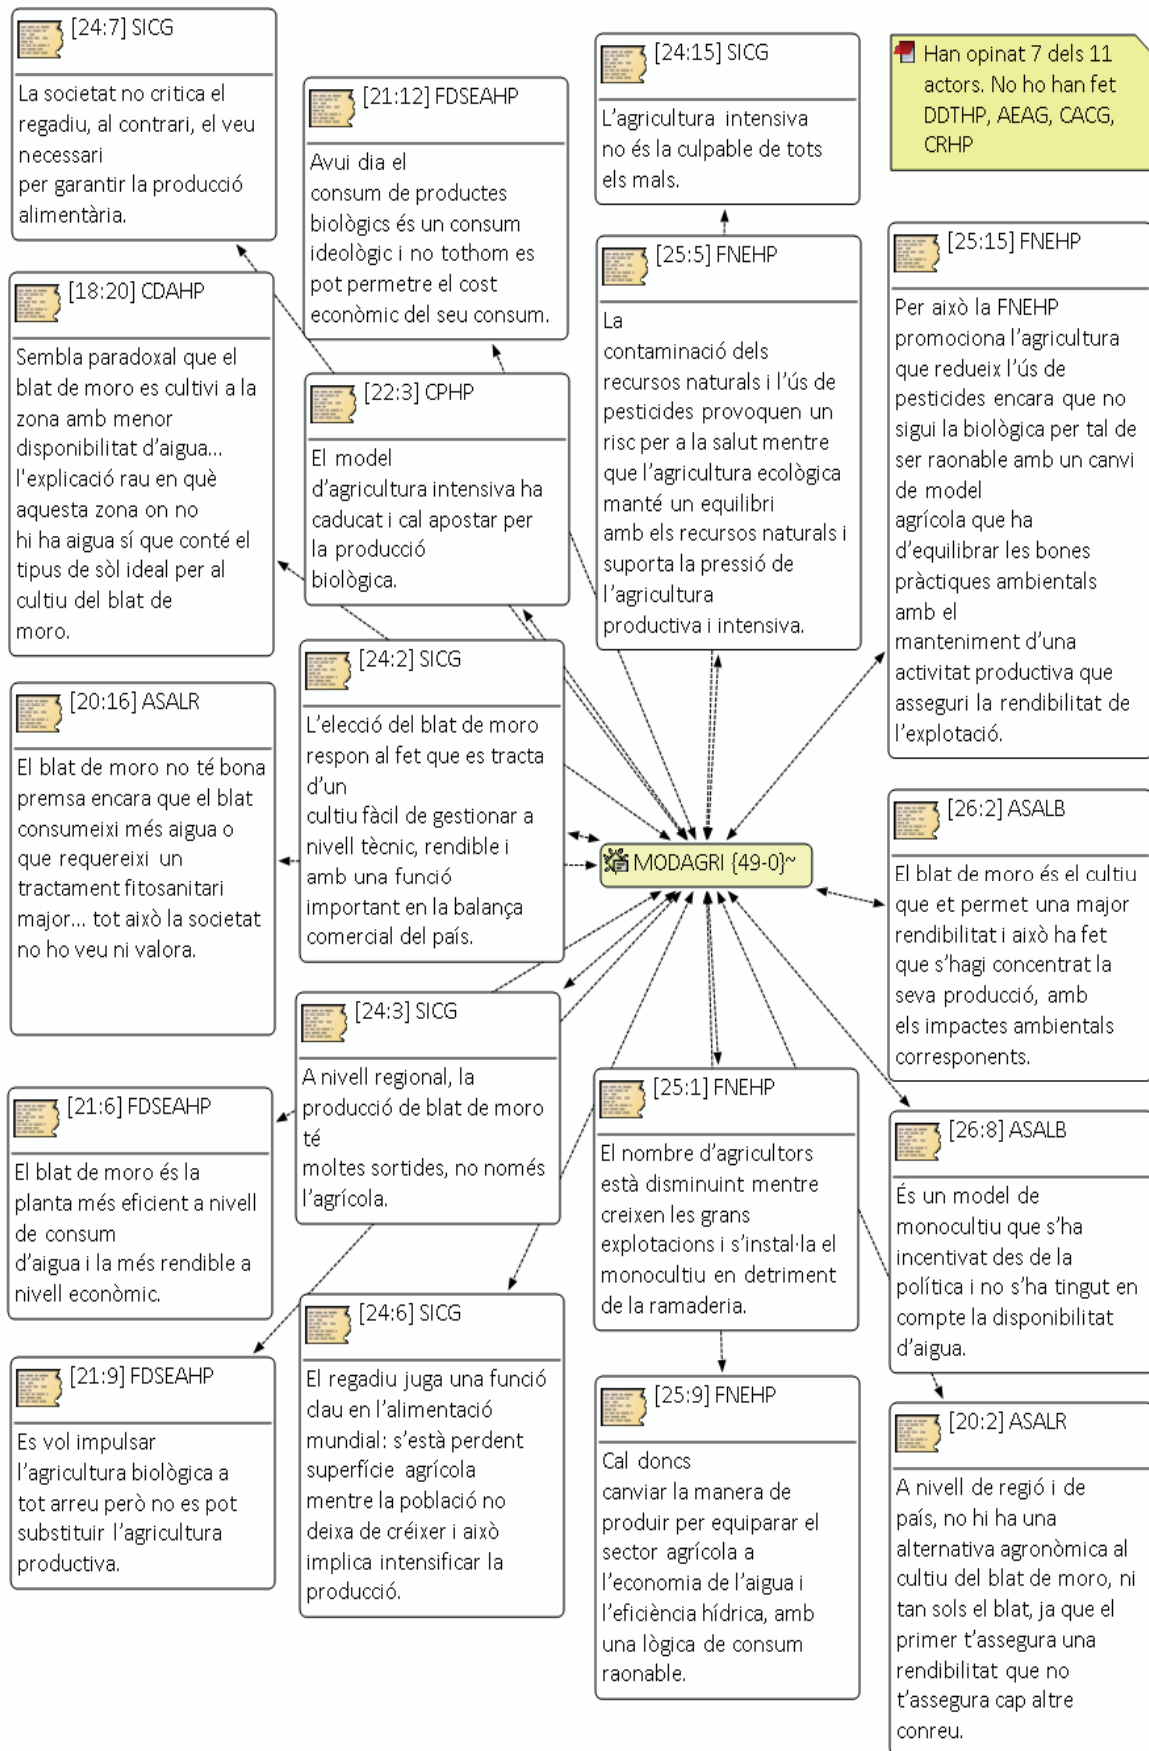 [24:7] SICG
La societat no critica el
regadiu, al contrari, el veu
necessari
per garantir la producció
alimentària.
[18:20] CDAHP
Sembla paradoxal que el
blat de moro es cultivi a la
zona amb menor
disponibilitat d'aigua...
l'explicació rau en què
aquesta zona on no
hi ha aigua sí que conté el
tipus de sòl ideal per al
cultiu del blat de
moro.
[20:16] ASALR
El blat de moro no té bona
premsa encara que el blat
consumeixi més aigua o
que requereixi un
tractament fitosanitari
major... tot això la societat
no ho veu ni valora.
[21:6] FDSEAHP
El blat de moro és la
planta més eficient a nivell
de consum
d'aigua i la més rendible a
nivell econòmic.
[21:9] FDSEAHP
Es vol impulsar
l'agricultura biològica a
tot arreu però no es pot
substituir l'agricultura
productiva.
[21:12] FDSEAHP
Avui dia el
consum de productes
biològics és un consum
ideològic i no tothom es
pot permetre el cost
econòmic del seu consum.
[22:3] CPHP
El model
d'agricultura intensiva ha
caducat i cal apostar per
la producció
biològica.
[24:2] SICG
L'elecció del blat de moro
respon al fet que es tracta
d'un
cultiu fàcil de gestionar a
nivell tècnic, rendible i
amb una funció
important en la balança
comercial del país.
[24:3] SICG
A nivell regional, la
producció de blat de moro
té
moltes sortides, no només
l'agrícola.
[24:6] SICG
El regadiu juga una funció
clau en l'alimentació
mundial: s'està perdent
superfície agrícola
mentre la població no
deixa de créixer i això
implica intensificar la
producció.
[24:15] SICG
L'agricultura intensiva
no és la culpable de tots
els mals.
[25:5] FNEHP
La
contaminació dels
recursos naturals i l'ús de
pesticides provoquen un
risc per a la salut mentre
que l'agricultura ecològica
manté un equilibri
amb els recursos naturals i
suporta la pressió de
l'agricultura
productiva i intensiva.
MODAGRI {49-0}~
[25:1] FNEHP
El nombre d'agricultors
està disminuint mentre
creixen les grans
explotacions i s'instal·la el
monocultiu en detriment
de la ramaderia.
[25:9] FNEHP
Cal doncs
canviar la manera de
produir per equiparar el
sector agrícola a
l'economia de l'aigua i
l'eficiència hídrica, amb
una lògica de consum
raonable.
Han opinat 7 dels 11
actors. No ho han fet
DDTHP, AEAG, CACG,
CRHP
[25:15] FNEHP
Per això la FNEHP
promociona l'agricultura
que redueix l'ús de
pesticides encara que no
sigui la biològica per tal de
ser raonable amb un canvi
de model
agrícola que ha
d'equilibrar les bones
pràctiques ambientals
amb el
manteniment d'una
activitat productiva que
asseguri la rendibilitat de
l'explotació.
[26:2] ASALB
El blat de moro és el cultiu
que et permet una major
rendibilitat i això ha fet
que s'hagi concentrat la
seva producció, amb
els impactes ambientals
corresponents.
[26:8] ASALB
És un model de
monocultiu que s'ha
incentivat des de la
política i no s'ha tingut en
compte la disponibilitat
d'aigua.
[20:2] ASALR
A nivell de regió i de
país, no hi ha una
alternativa agronòmica al
cultiu del blat de moro, ni
tan sols el blat, ja que el
primer t'assegura una
rendibilitat que no
t'assegura cap altre
conreu.